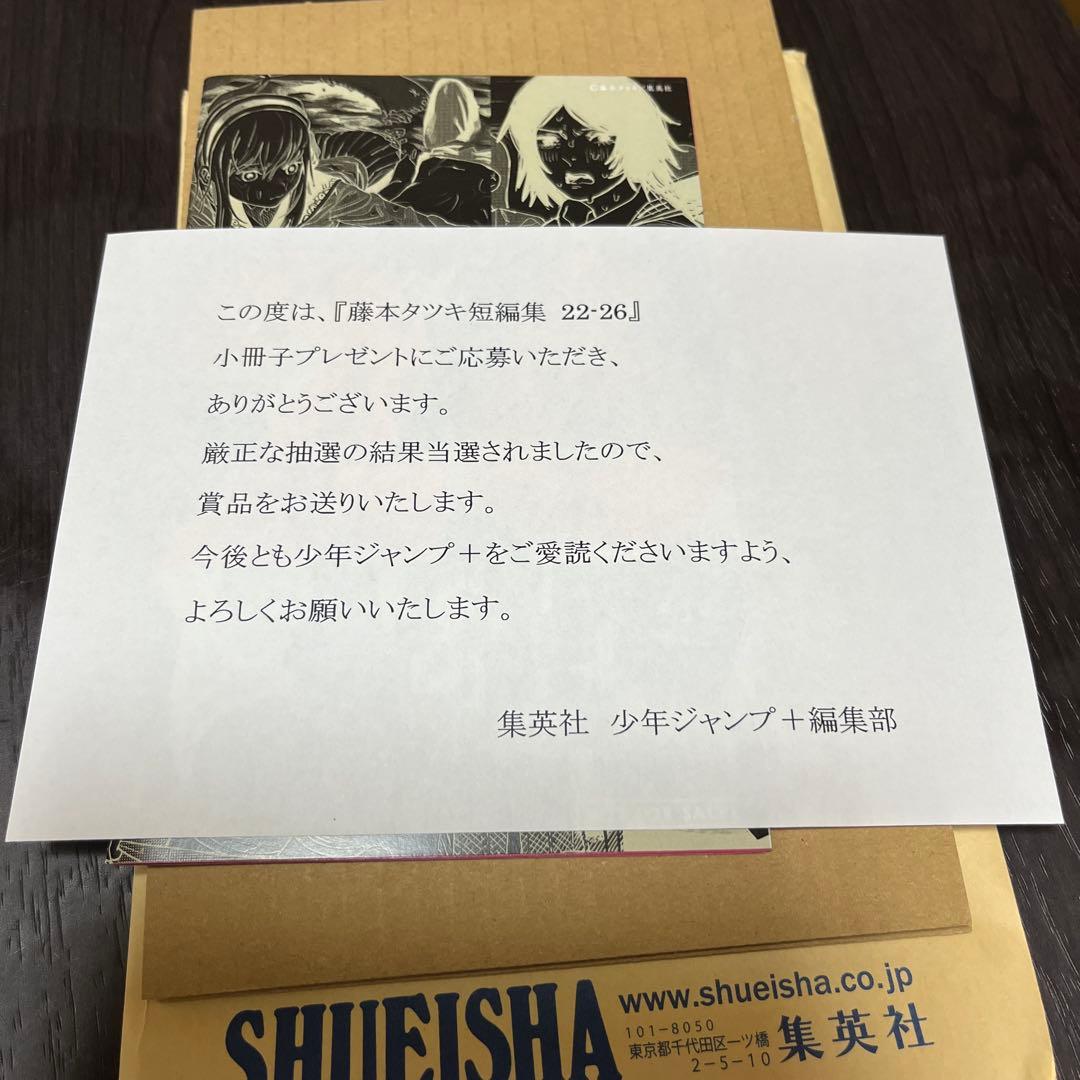 この度は、『藤本タツキ短編集 22-26』
小冊子プレゼントにご応募いただき、
ありがとうございます。
厳正な抽選の結果当選されましたので、
賞品をお送りいたします。
今後とも少年ジャンプ＋をご愛読くださいますよう、
よろしくお願いいたします。
集英社 少年ジャンプ＋編集部
SHUEISHA
www.shueisha.co.jp
101-8050
東京都千代田区一ツ橋
2-5-10
集英社